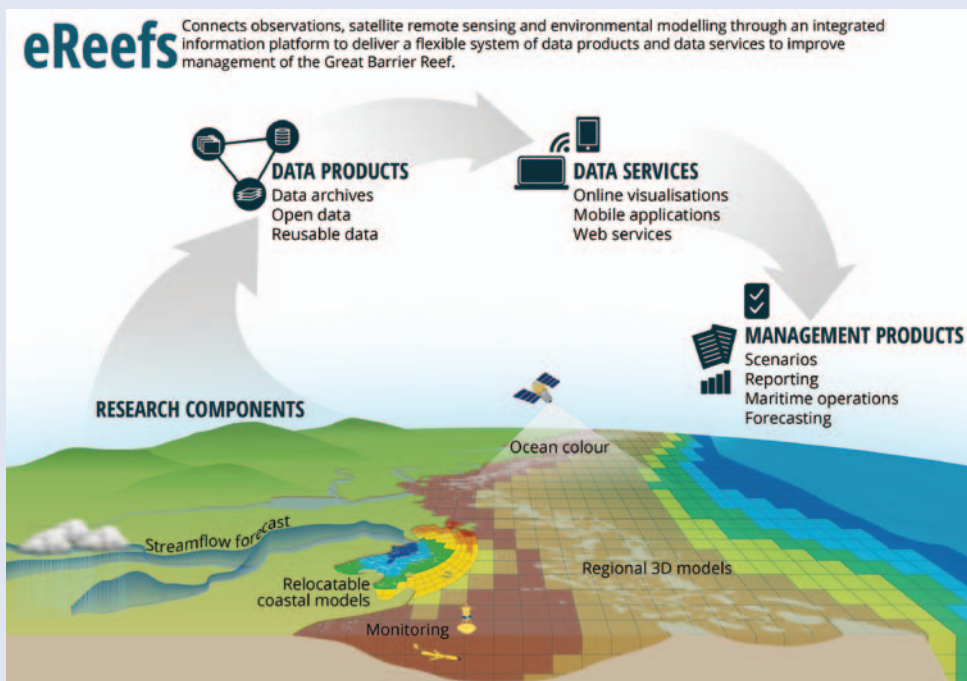 eReefs
Connects observations, satellite remote sensing and environmental modelling through an integrated
information platform to deliver a flexible system of data products and data services to improve
management of the Great Barrier Reef.
DATA PRODUCTS
Data archives
Open data
Reusable data
DATA SERVICES
Online visualisations
Mobile applications
Web services
MANAGEMENT PRODUCTS
Scenarios
Reporting
Maritime operations
Forecasting
RESEARCH COMPONENTS
Ocean colour
Streamflow forecast
Relocatable
coastal models
Regional 3D models
Monitoring